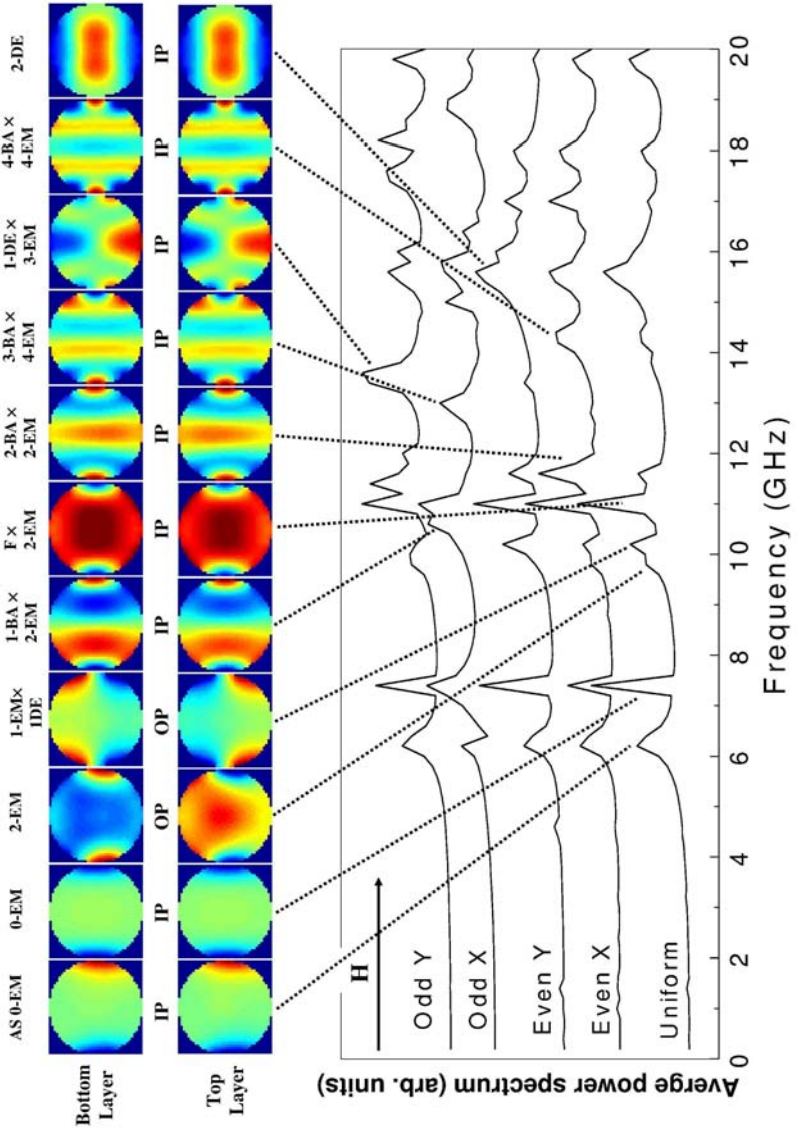 AS 0-EM
0-EM
2-EM
1-EM×
1DE
1-BA ×
2-EM
F ×
2-EM
2-BA ×
2-EM
3-BA ×
4-EM
1-DE ×
3-EM
4-BA ×
4-EM
2-DE
Bottom
Layer
IP
IP
OP
OP
IP
IP
IP
IP
IP
IP
IP
Top
Layer
Averge power spectrum (arb. units)
H
Odd Y
Odd X
Even Y
Even X
Uniform
0 2 4 6 8 10 12 14 16 18 20
Frequency (GHz)